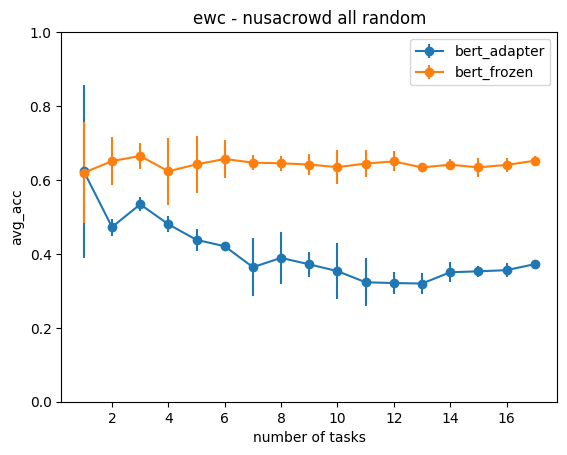 ewc - nusacrowd all random
bert_adapter
bert_frozen
avg_acc
1.0
0.8
0.6
0.4
0.2
0.0
2 4 6 8 10 12 14 16
number of tasks